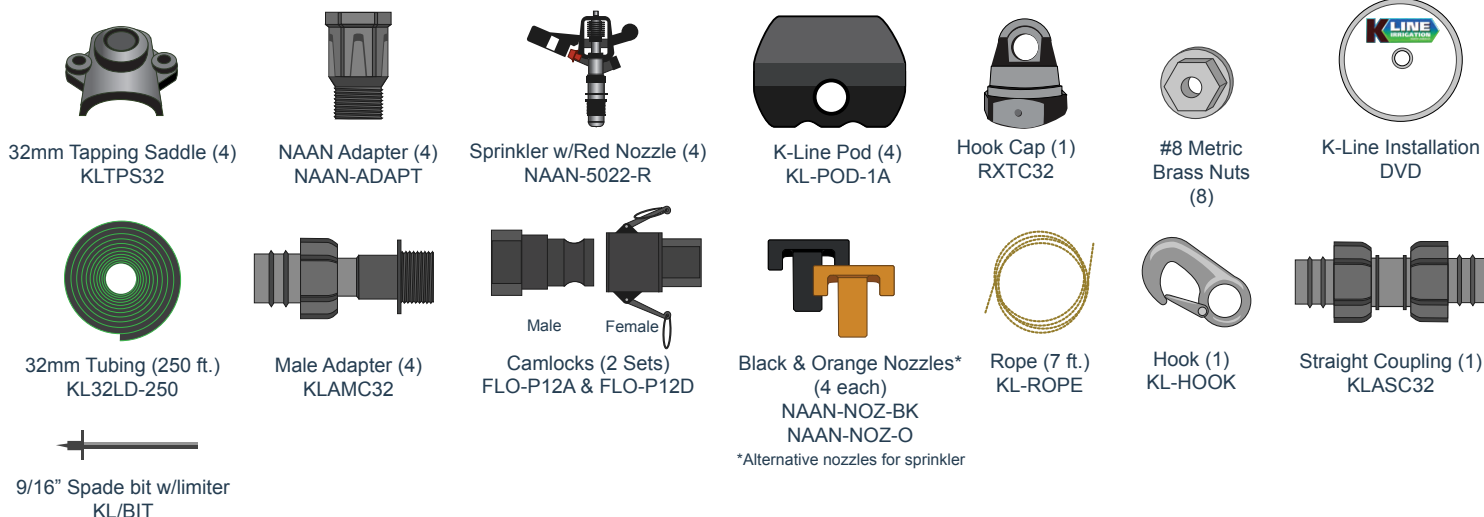 K LINE
IRRIGATION
32mm Tapping Saddle (4)
KLTPS32
NAAN Adapter (4)
NAAN-ADAPT
Sprinkler w/Red Nozzle (4)
NAAN-5022-R
K-Line Pod (4)
KL-POD-1A
Hook Cap (1)
RXTC32
#8 Metric
Brass Nuts
(8)
K-Line Installation
DVD
32mm Tubing (250 ft.)
KL32LD-250
Male Adapter (4)
KLAMC32
Male
Female
Camlocks (2 Sets)
FLO-P12A & FLO-P12D
Black & Orange Nozzles*
(4 each)
NAAN-NOZ-BK
NAAN-NOZ-O
*Alternative nozzles for sprinkler
Rope (7 ft.)
KL-ROPE
Hook (1)
KL-HOOK
Straight Coupling (1)
KLASC32
9/16” Spade bit w/limiter
KL/BIT